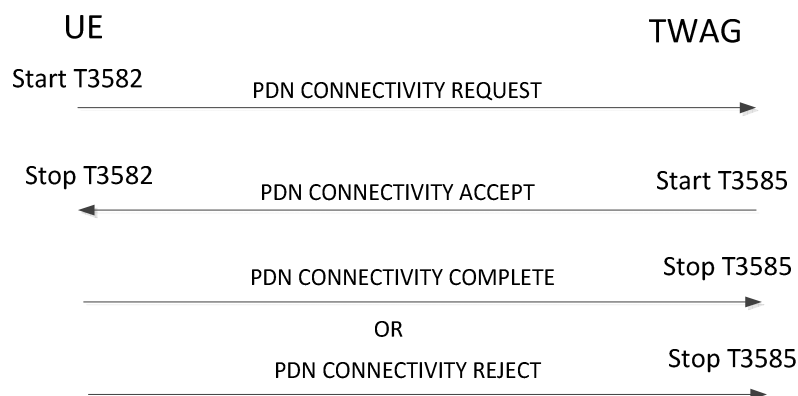 UE TWAG
Start T3582
PDN CONNECTIVITY REQUEST
Stop T3582
PDN CONNECTIVITY ACCEPT
Start T3585
PDN CONNECTIVITY COMPLETE
Stop T3585
OR
PDN CONNECTIVITY REJECT
Stop T3585